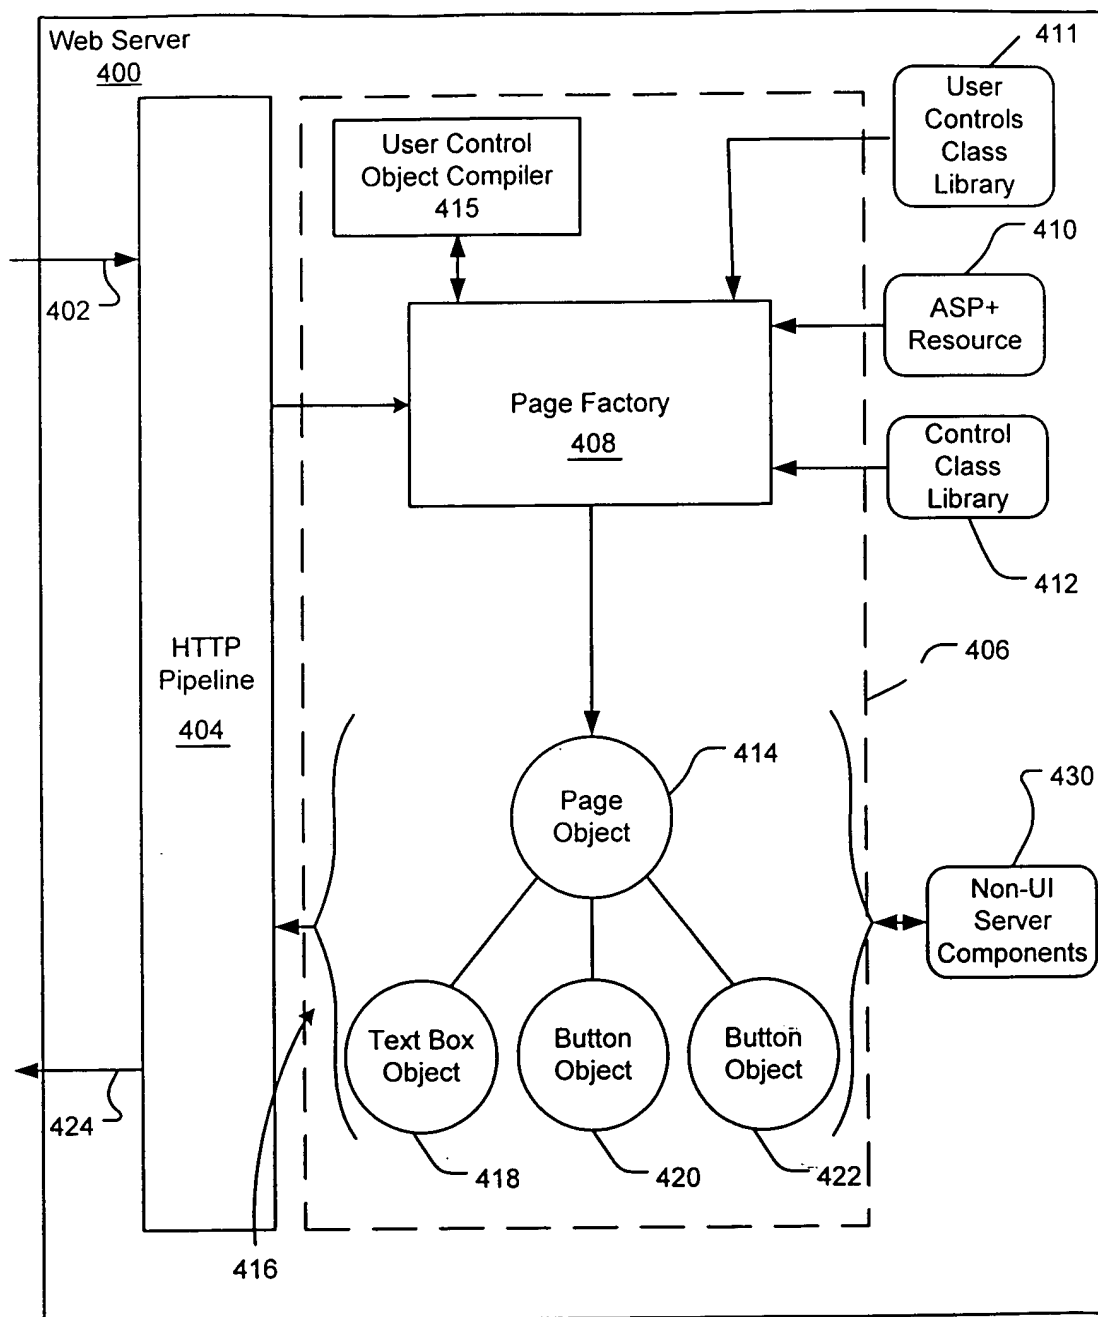 Web Server
400
411
User
Controls
Class
Library
User Control
Object Compiler
415
410
402
ASP+
Resource
Page Factory
408
Control
Class
Library
412
HTTP
Pipeline
404
406
414
430
Page
Object
Non-UI
Server
Components
Text Box
Object
Button
Object
Button
Object
424
418
420
422
416